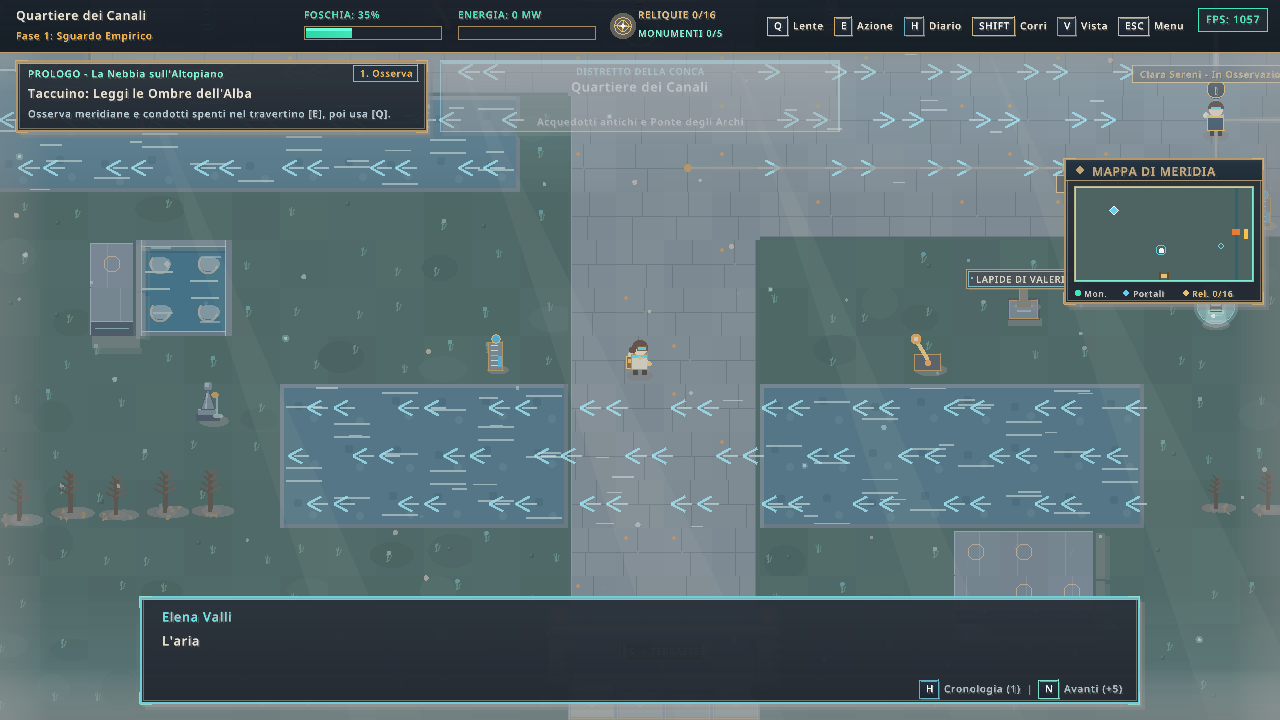 Quartiere dei Canali
Fase 1: Sguardo Empirico
FOSCHIA: 35%
ENERGIA: 0 MW
RELIQUIE 0/16
MONUMENTI 0/5
Q Lente
E Azione
H Diario
SHIFT Corri
V Vista
ESC Menu
FPS: 1057
PROLOGO - La Nebbia sull'Altopiano
1. Osserva
Taccuino: Leggi le Ombre dell'Alba
Osserva meridiane e condotti spenti nel travertino [E], poi usa [Q].
DISTRETTO DELLA CONCA
Quartiere dei Canali
Acquedotti antichi e Ponte degli Archi
Clara Sereni - In Osservazio
!
MAPPA DI MERIDIA
Mon.
Portali
Rel. 0/16
LAPIDE DI VALERI
Elena Valli
L'aria
H Cronologia (1) | N Avanti (+5)